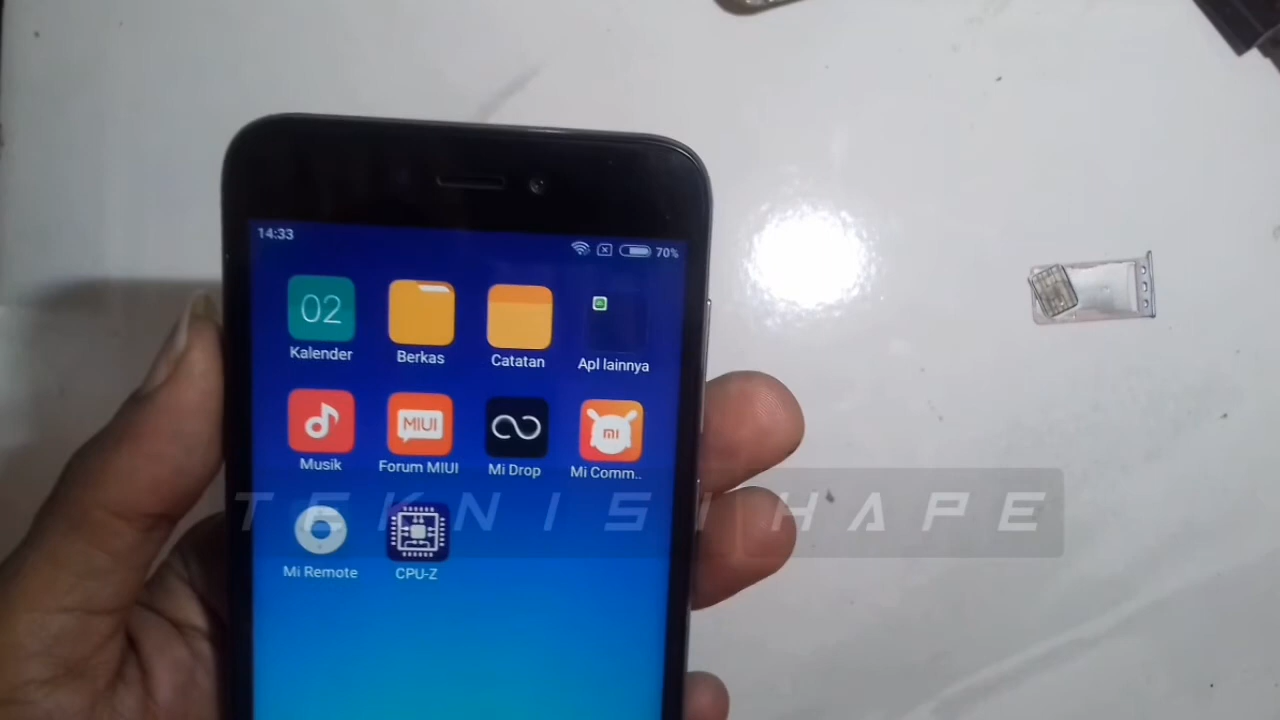 14:33
70%
02
Kalender
Berkas
Catatan
Apl lainnya
MIUI
mi
Musik
Forum MIUI
Mi Drop
Mi Comm..
TEKNISI HAPE
Mi Remote
CPU-Z